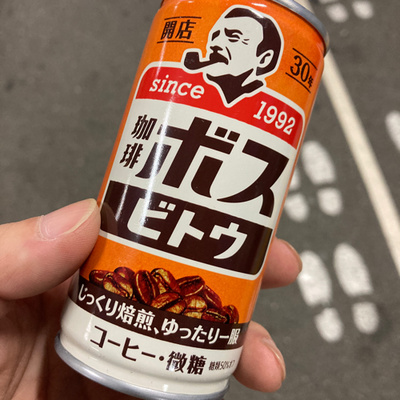 開店
30年
since
1992
珈琲
ボス
ビトウ
じっくり焙煎、ゆったり一服
コーヒー・微糖